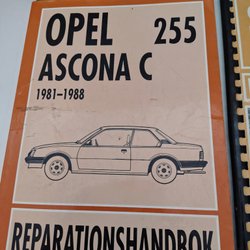 OPEL 255
ASCONA C
1981-1988
REPARATIONSHANDBOK